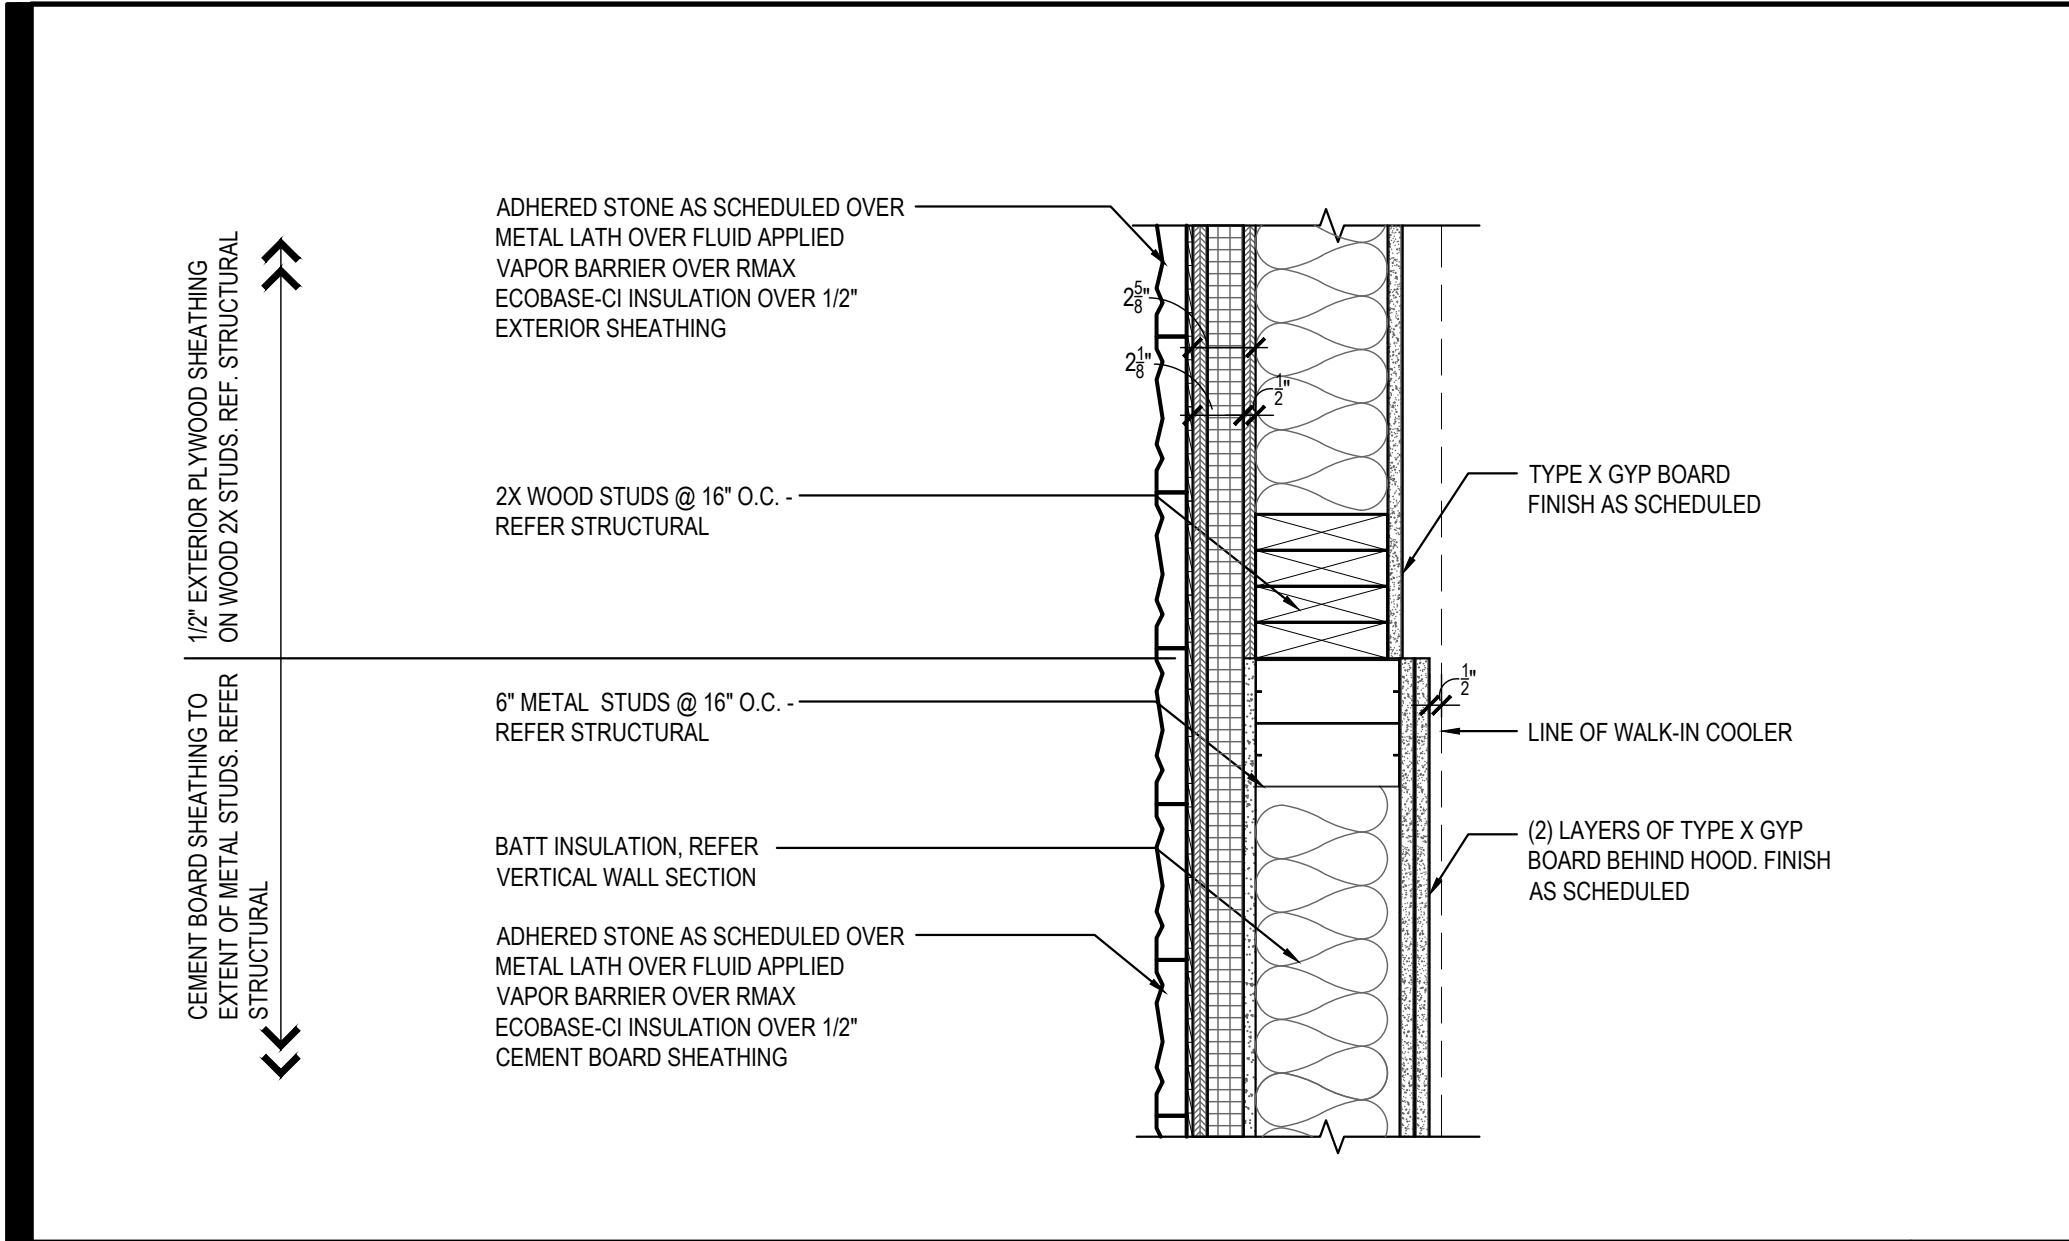 1/2" EXTERIOR PLYWOOD SHEATHING
ON WOOD 2X STUDS. REF. STRUCTURAL
CEMENT BOARD SHEATHING TO
EXTENT OF METAL STUDS. REFER
STRUCTURAL
ADHERED STONE AS SCHEDULED OVER
METAL LATH OVER FLUID APPLIED
VAPOR BARRIER OVER RMAX
ECOBASE-CI INSULATION OVER 1/2"
EXTERIOR SHEATHING
2X WOOD STUDS @ 16" O.C. -
REFER STRUCTURAL
6" METAL  STUDS @ 16" O.C. -
REFER STRUCTURAL
BATT INSULATION, REFER
VERTICAL WALL SECTION
ADHERED STONE AS SCHEDULED OVER
METAL LATH OVER FLUID APPLIED
VAPOR BARRIER OVER RMAX
ECOBASE-CI INSULATION OVER 1/2"
CEMENT BOARD SHEATHING
2 5/8"
2 1/8"
1/2"
TYPE X GYP BOARD
FINISH AS SCHEDULED
1/2"
LINE OF WALK-IN COOLER
(2) LAYERS OF TYPE X GYP
BOARD BEHIND HOOD. FINISH
AS SCHEDULED